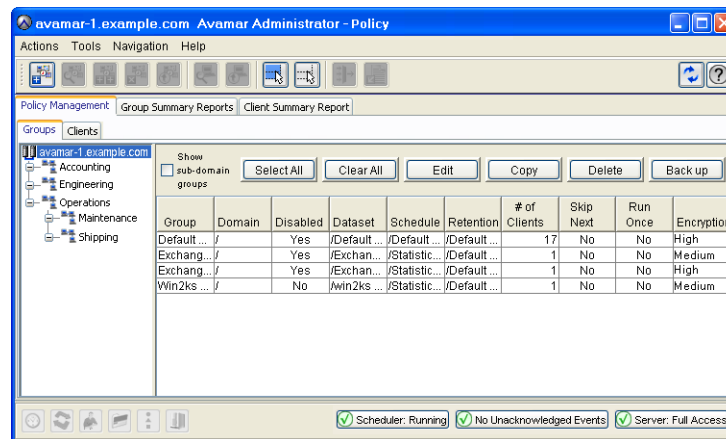 avamar-1.example.com Avamar Administrator - Policy
Actions Tools Navigation Help
Policy Management Group Summary Reports Client Summary Report
Groups Clients
avamar-1.example.com
Accounting
Engineering
Operations
Maintenance
Shipping
Show sub-domain groups
Select All Clear All Edit Copy Delete Back up
Group Domain Disabled Dataset Schedule Retention # of Clients Skip Next Run Once Encryptio
Default ... / Yes /Default ... /Default ... /Default ... 17 No No High
Exchang... / Yes /Exchan... /Statistic... /Default ... 1 No No Medium
Exchang... / Yes /Exchan... /Statistic... /Default ... 1 No No High
Win2ks ... / No /win2ks ... /Statistic... /Default ... 1 No No Medium
Scheduler: Running No Unacknowledged Events Server: Full Access